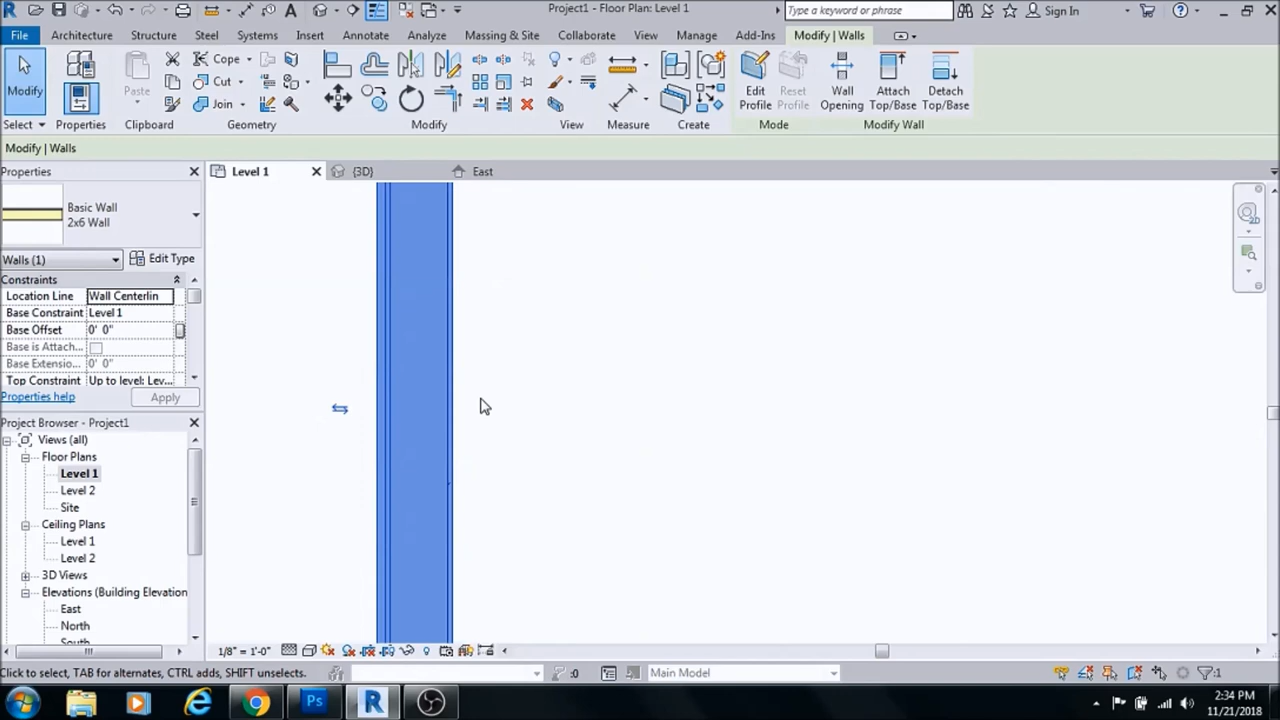 Project1 - Floor Plan: Level 1
Type a keyword or phrase
Sign In
File Architecture Structure Steel Systems Insert Annotate Analyze Massing & Site Collaborate View Manage Add-Ins Modify | Walls
Modify
Paste
Cope
Cut
Join
Edit Profile
Reset Profile
Wall Opening
Attach Top/Base
Detach Top/Base
Select Properties Clipboard Geometry Modify View Measure Create Mode Modify Wall
Modify | Walls
Properties
Level 1 {3D} East
Basic Wall
2x6 Wall
Walls (1) Edit Type
Constraints
Location Line Wall Centerlin
Base Constraint Level 1
Base Offset 0' 0"
Base is Attach...
Base Extensio... 0' 0"
Top Constraint Up to level: Lev...
Properties help Apply
Project Browser - Project1
Views (all)
Floor Plans
Level 1
Level 2
Site
Ceiling Plans
Level 1
Level 2
3D Views
Elevations (Building Elevation
East
North
South
1/8" = 1'-0"
Click to select, TAB for alternates, CTRL adds, SHIFT unselects.
:0
Main Model
:1
2:34 PM
11/21/2018